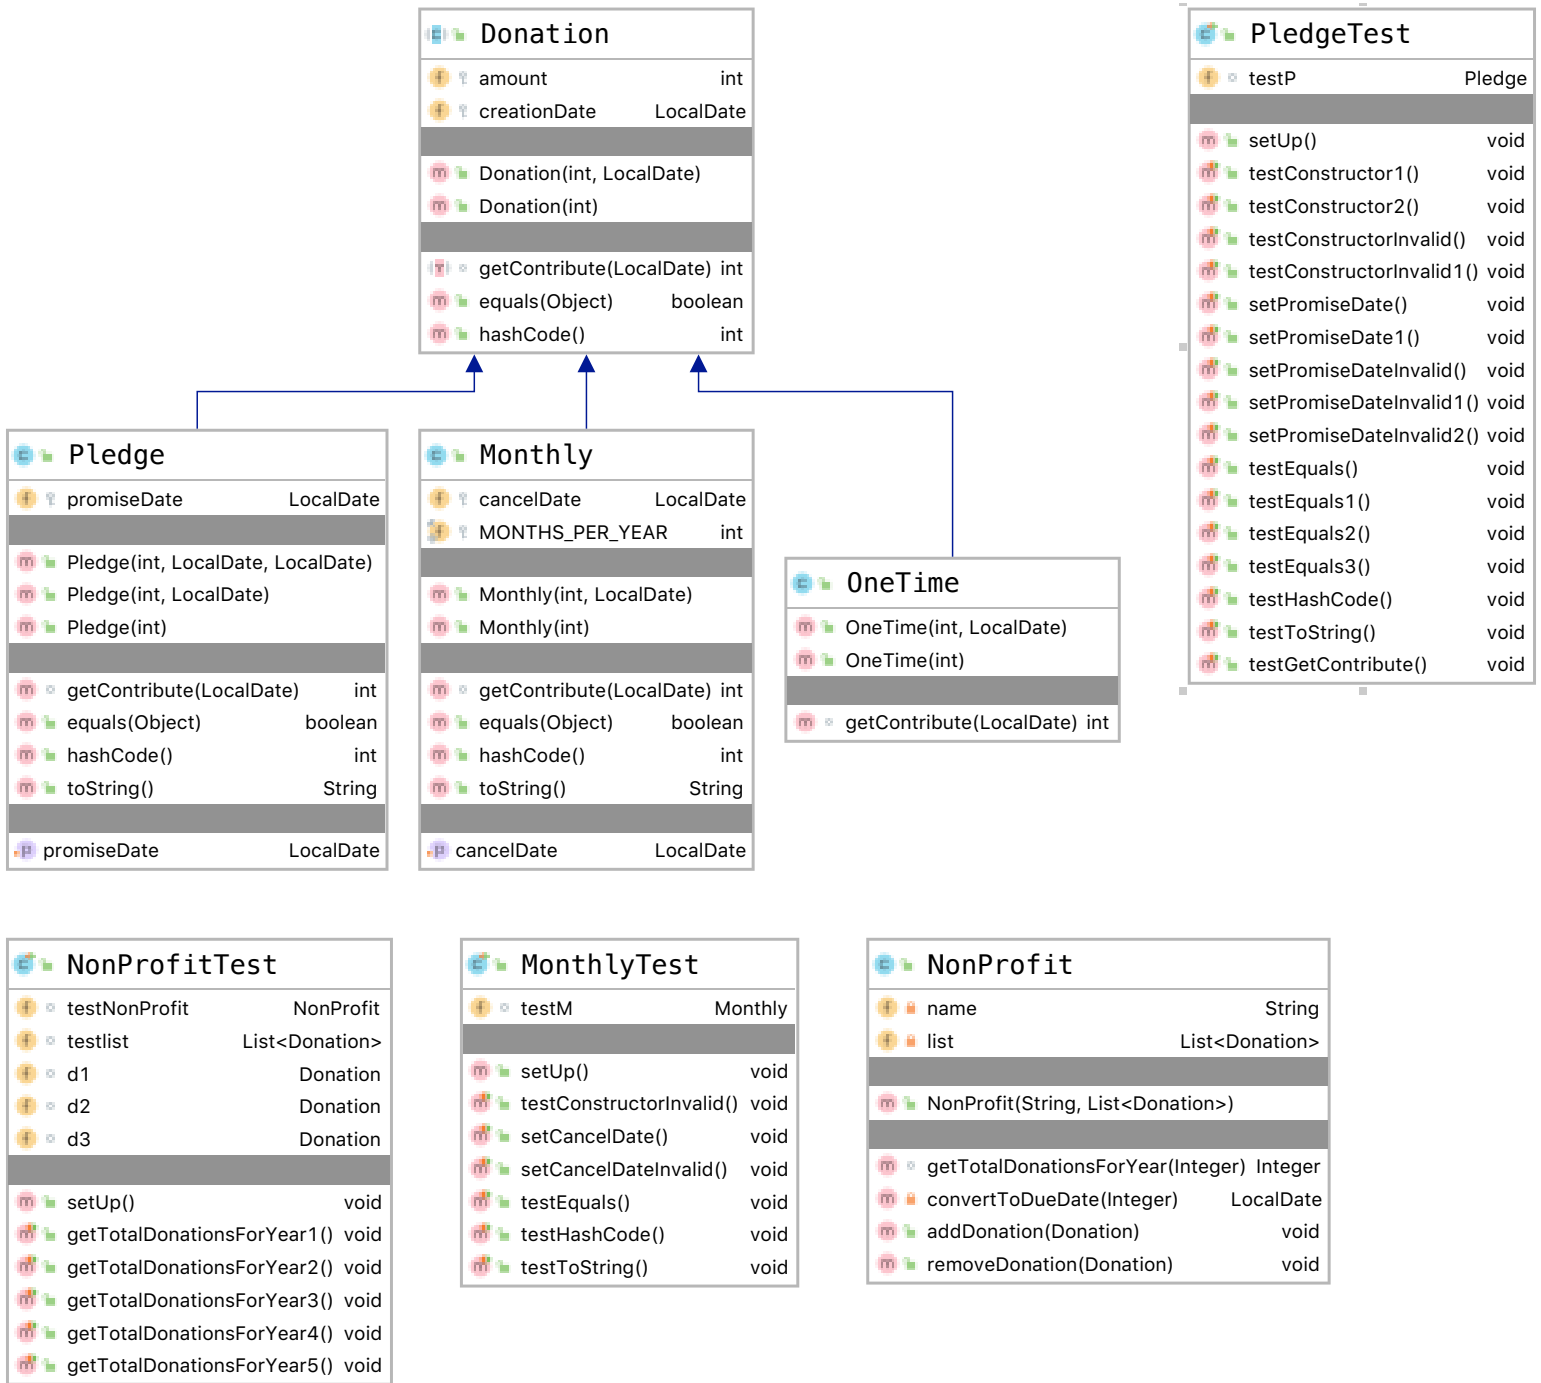 Donation
amount int
creationDate LocalDate
Donation(int, LocalDate)
Donation(int)
getContribute(LocalDate) int
equals(Object) boolean
hashCode() int
PledgeTest
testP Pledge
setUp() void
testConstructor1() void
testConstructor2() void
testConstructorInvalid() void
testConstructorInvalid1() void
setPromiseDate() void
setPromiseDate1() void
setPromiseDateInvalid() void
setPromiseDateInvalid1() void
setPromiseDateInvalid2() void
testEquals() void
testEquals1() void
testEquals2() void
testEquals3() void
testHashCode() void
testToString() void
testGetContribute() void
Pledge
promiseDate LocalDate
Pledge(int, LocalDate, LocalDate)
Pledge(int, LocalDate)
Pledge(int)
getContribute(LocalDate) int
equals(Object) boolean
hashCode() int
toString() String
promiseDate LocalDate
Monthly
cancelDate LocalDate
MONTHS_PER_YEAR int
Monthly(int, LocalDate)
Monthly(int)
getContribute(LocalDate) int
equals(Object) boolean
hashCode() int
toString() String
cancelDate LocalDate
OneTime
OneTime(int, LocalDate)
OneTime(int)
getContribute(LocalDate) int
NonProfitTest
testNonProfit NonProfit
testlist List<Donation>
d1 Donation
d2 Donation
d3 Donation
setUp() void
getTotalDonationsForYear1() void
getTotalDonationsForYear2() void
getTotalDonationsForYear3() void
getTotalDonationsForYear4() void
getTotalDonationsForYear5() void
MonthlyTest
testM Monthly
setUp() void
testConstructorInvalid() void
setCancelDate() void
setCancelDateInvalid() void
testEquals() void
testHashCode() void
testToString() void
NonProfit
name String
list List<Donation>
NonProfit(String, List<Donation>)
getTotalDonationsForYear(Integer) Integer
convertToDueDate(Integer) LocalDate
addDonation(Donation) void
removeDonation(Donation) void